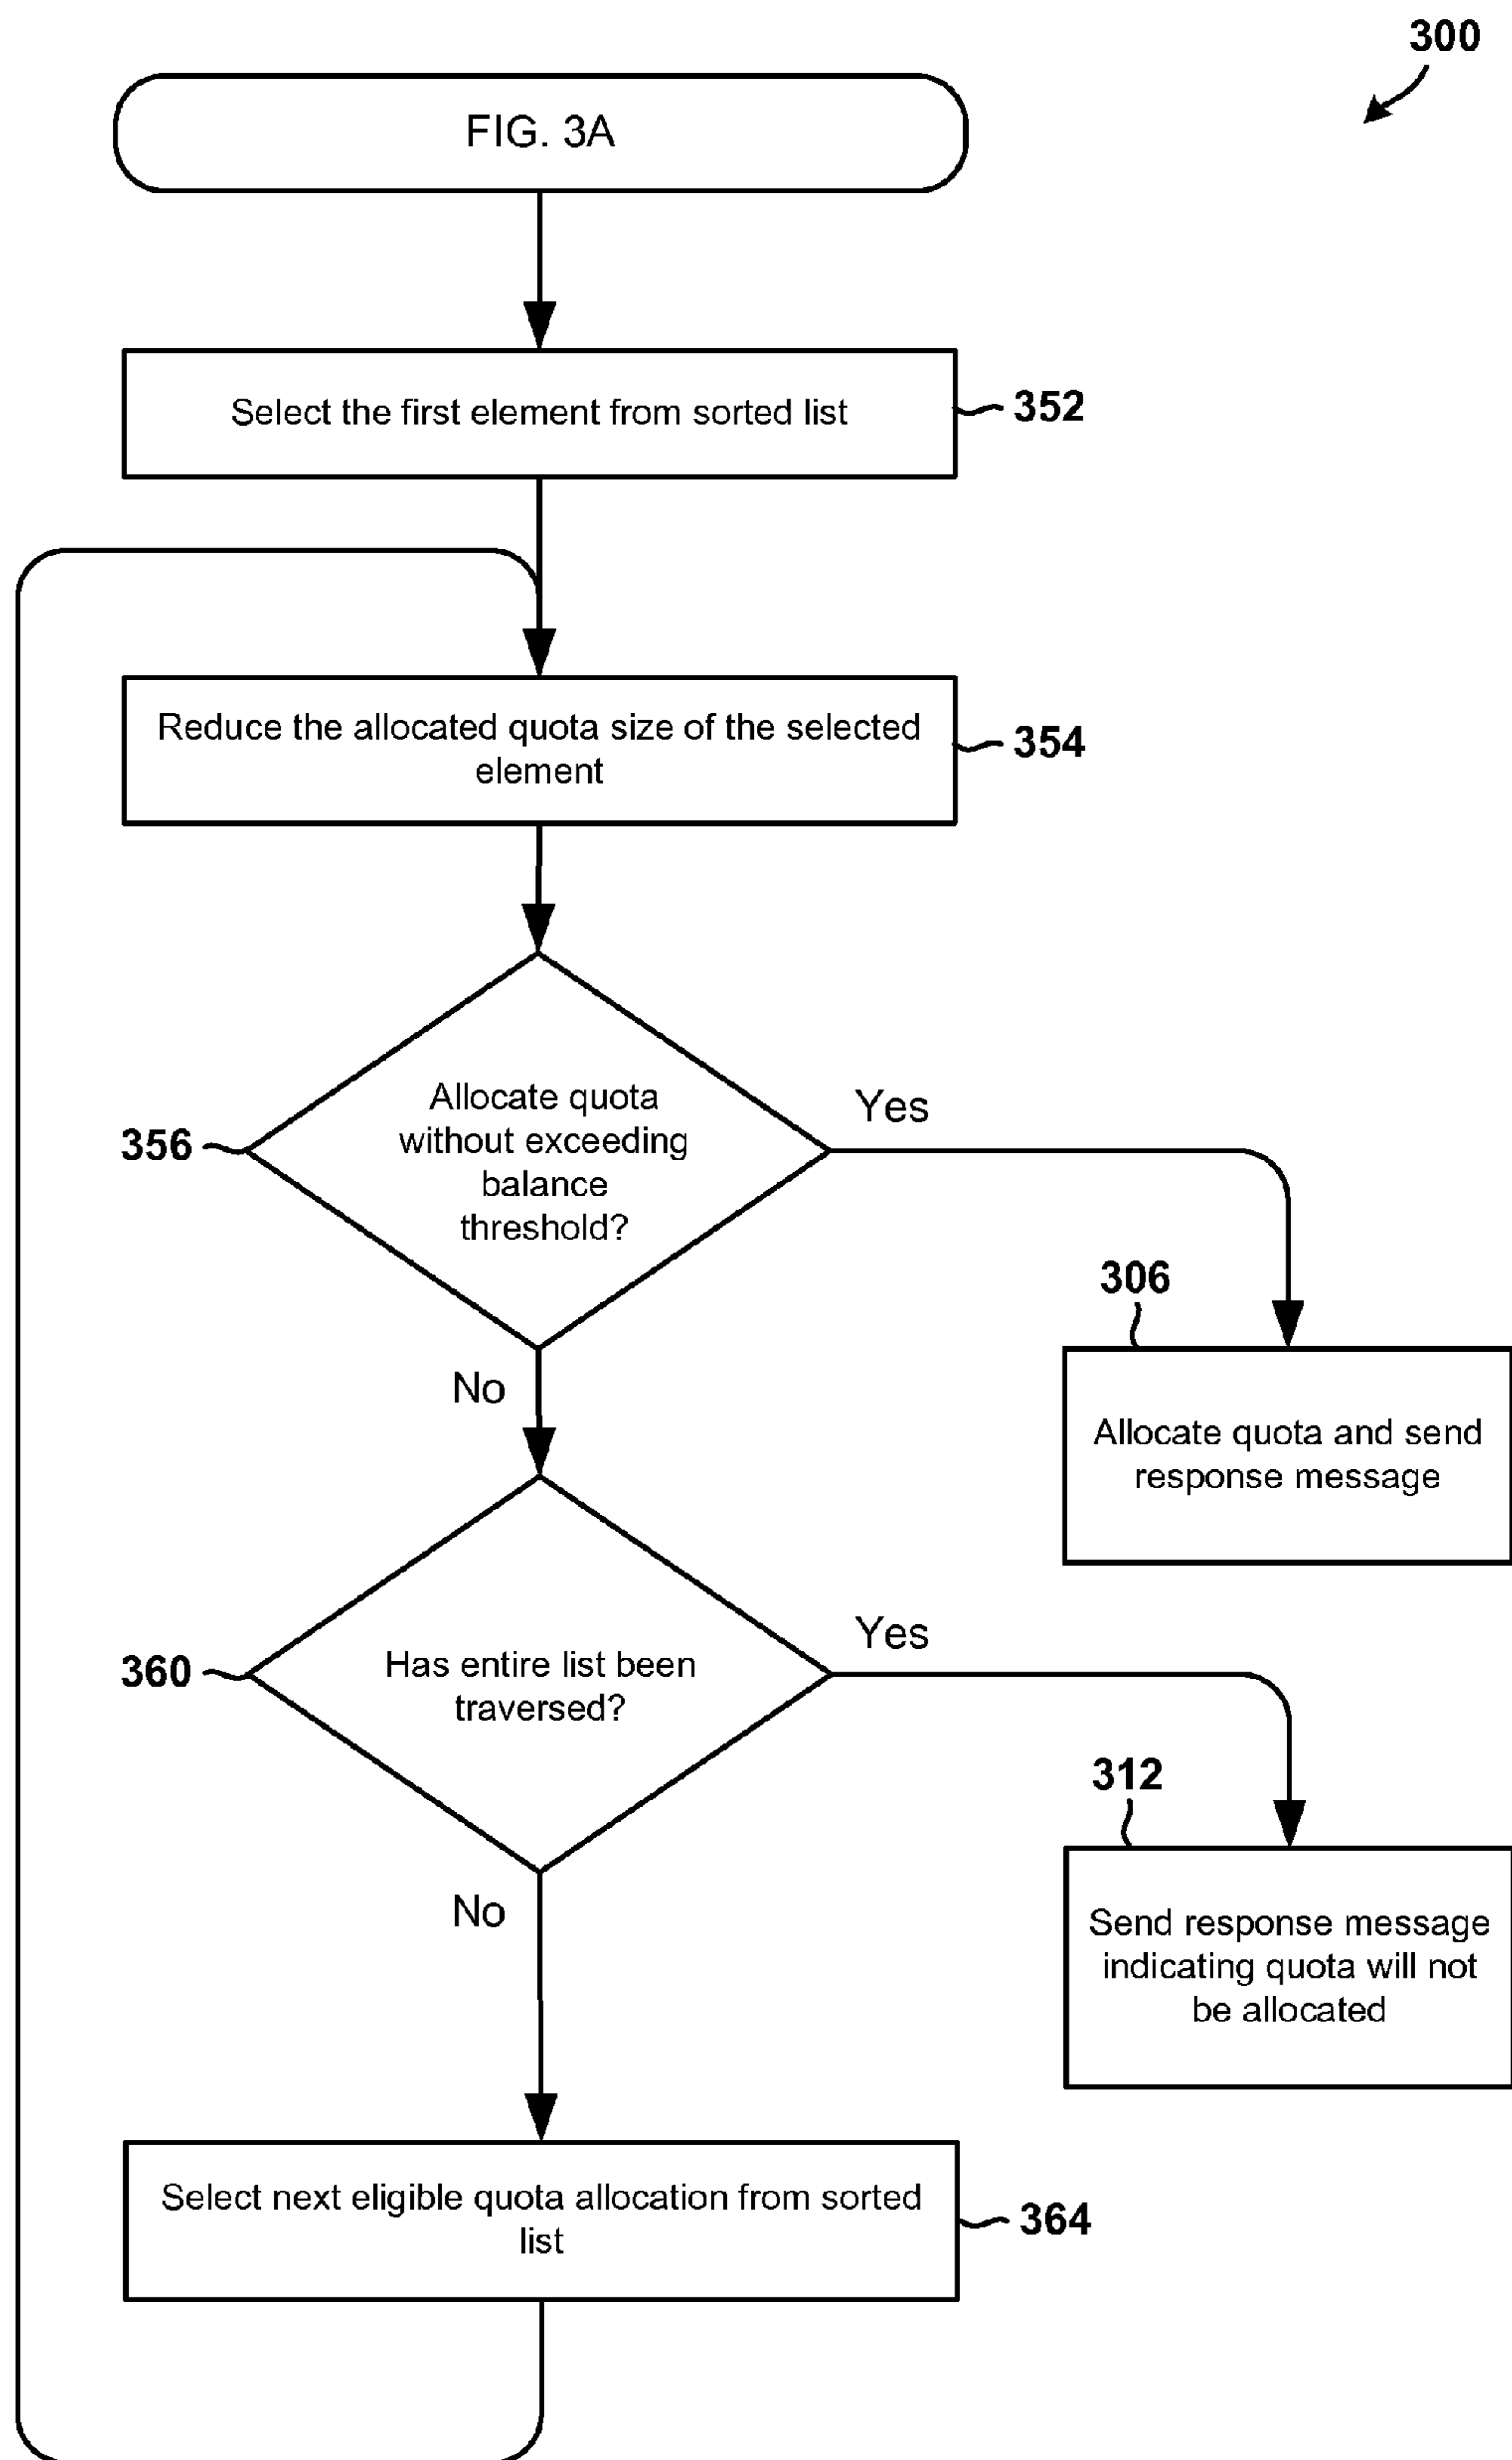 300
FIG. 3A
Select the first element from sorted list
352
Reduce the allocated quota size of the selected
element
354
Allocate quota
without exceeding
balance
threshold?
356
Yes
No
306
Allocate quota and send
response message
Has entire list been
traversed?
360
Yes
No
312
Send response message
indicating quota will not
be allocated
Select next eligible quota allocation from sorted
list
364